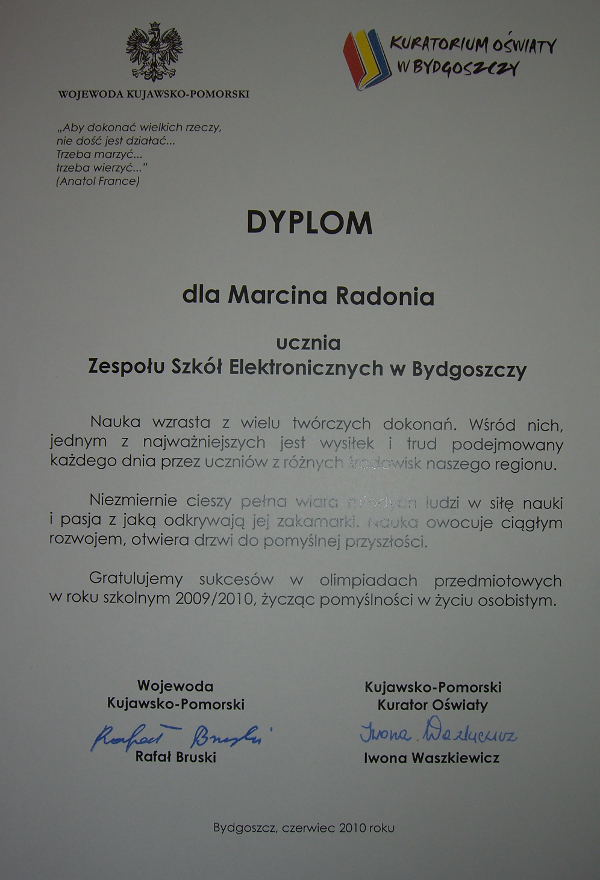 WOJEWODA KUJAWSKO-POMORSKI
KURATORIUM OŚWIATY
W BYDGOSZCZY
„Aby dokonać wielkich rzeczy,
nie dość jest działać...
Trzeba marzyć...
trzeba wierzyć..."
(Anatol France)
DYPLOM
dla Marcina Radonia
ucznia
Zespołu Szkół Elektronicznych w Bydgoszczy
Nauka wzrasta z wielu twórczych dokonań. Wśród nich,
jednym z najważniejszych jest wysiłek i trud podejmowany
każdego dnia przez uczniów z różnych środowisk naszego regionu.
Niezmiernie cieszy pełna wiara młodych ludzi w siłę nauki
i pasja z jaką odkrywają jej zakamarki. Nauka owocuje ciągłym
rozwojem, otwiera drzwi do pomyślnej przyszłości.
Gratulujemy sukcesów w olimpiadach przedmiotowych
w roku szkolnym 2009/2010, życząc pomyślności w życiu osobistym.
Wojewoda
Kujawsko-Pomorski
Rafał Bruski
Rafał Bruski
Kujawsko-Pomorski
Kurator Oświaty
Iwona Waszkiewicz
Iwona Waszkiewicz
Bydgoszcz, czerwiec 2010 roku